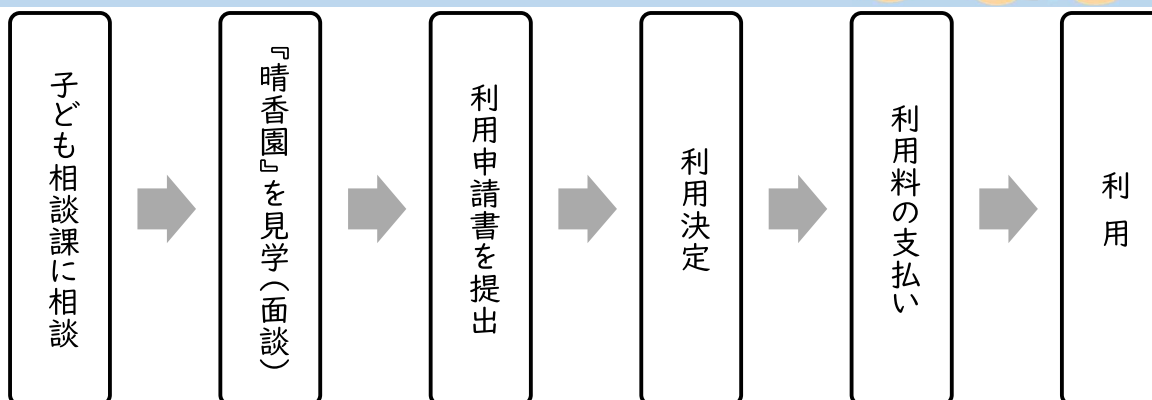 子ども相談課に相談
『晴香園』を見学（面談）
利用申請書を提出
利用決定
利用料の支払い
利用